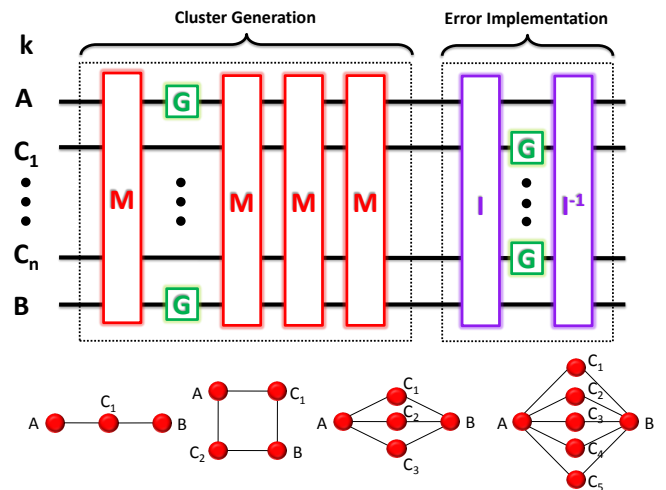 Cluster Generation Error Implementation
k
A G
C1 G
M M M M I I-1
Cn G
B G
A C1 B
A C1
C2 B
A C1 C2 C3 B
A C1 C2 C3 C4 C5 B